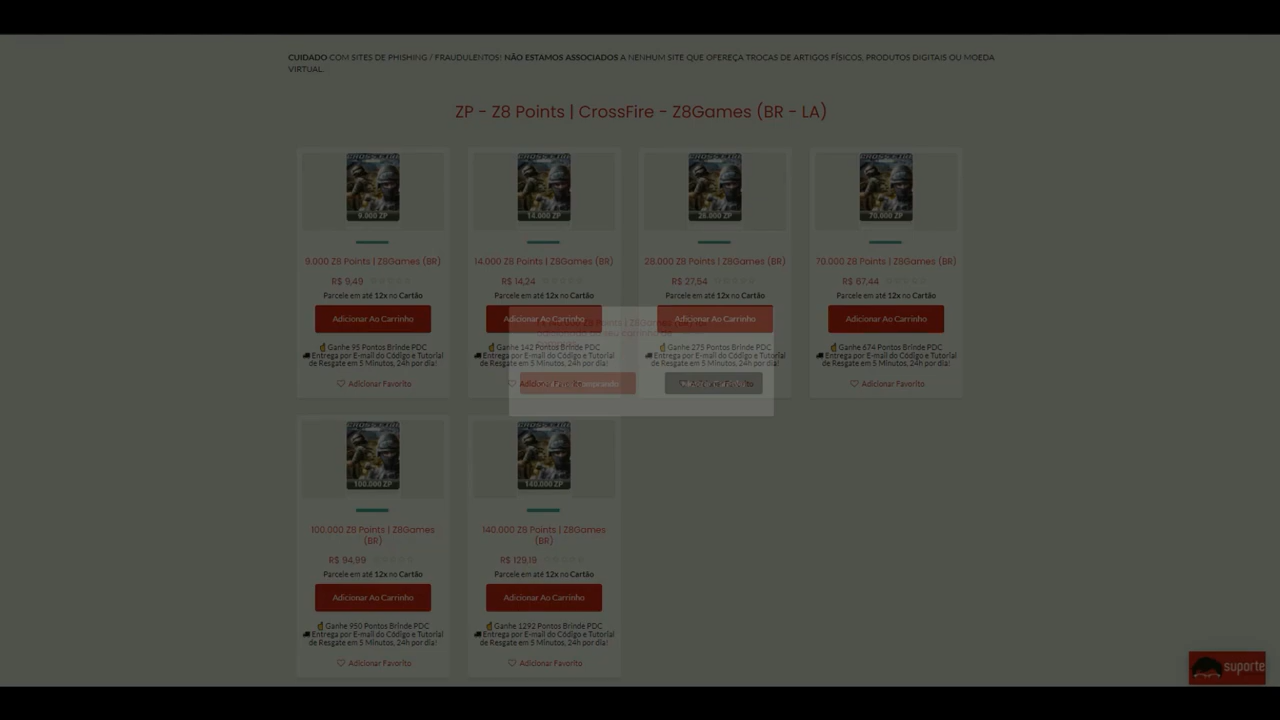 CUIDADO COM SITES DE PHISHING / FRAUDULENTOS! NÃO ESTAMOS ASSOCIADOS A NENHUM SITE QUE OFEREÇA TROCAS DE ARTIGOS FÍSICOS, PRODUTOS DIGITAIS OU MOEDA
VIRTUAL.
ZP - Z8 Points | CrossFire - Z8Games (BR - LA)
9.000 ZP
14.000 ZP
28.000 ZP
70.000 ZP
9.000 Z8 Points | Z8Games (BR)
14.000 Z8 Points | Z8Games (BR)
28.000 Z8 Points | Z8Games (BR)
70.000 Z8 Points | Z8Games (BR)
R$ 9,49
R$ 14,24
R$ 27,54
R$ 67,44
Parcele em até 12x no Cartão
Parcele em até 12x no Cartão
Parcele em até 12x no Cartão
Parcele em até 12x no Cartão
Adicionar Ao Carrinho
Adicionar Ao Carrinho
Adicionar Ao Carrinho
Adicionar Ao Carrinho
Ganhe 95 Pontos Brinde PDC
Entrega por E-mail do Código e Tutorial
de Resgate em 5 Minutos, 24h por dia!
Ganhe 142 Pontos Brinde PDC
Entrega por E-mail do Código e Tutorial
de Resgate em 5 Minutos, 24h por dia!
Ganhe 275 Pontos Brinde PDC
Entrega por E-mail do Código e Tutorial
de Resgate em 5 Minutos, 24h por dia!
Ganhe 674 Pontos Brinde PDC
Entrega por E-mail do Código e Tutorial
de Resgate em 5 Minutos, 24h por dia!
Adicionar Favorito
Adicionar Favorito
CROSSFIRE
CROSSFIRE
100.000 ZP
140.000 ZP
100.000 Z8 Points | Z8Games
(BR)
140.000 Z8 Points | Z8Games
(BR)
R$ 94,99
R$ 129,19
Parcele em até 12x no Cartão
Parcele em até 12x no Cartão
Adicionar Ao Carrinho
Adicionar Ao Carrinho
Ganhe 950 Pontos Brinde PDC
Entrega por E-mail do Código e Tutorial
de Resgate em 5 Minutos, 24h por dia!
Ganhe 1292 Pontos Brinde PDC
Entrega por E-mail do Código e Tutorial
de Resgate em 5 Minutos, 24h por dia!
Adicionar Favorito
Adicionar Favorito
suporte